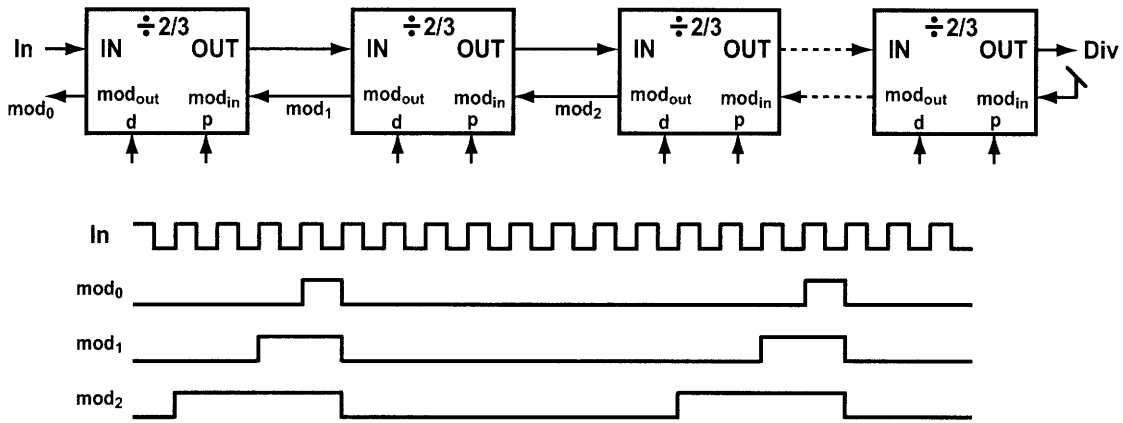 ÷2/3 ÷2/3 ÷2/3 ÷2/3
In IN OUT IN OUT IN OUT IN OUT Div
mod0 modout modin mod1 modout modin mod2 modout modin modout modin
d p d p d p d p
In
mod0
mod1
mod2